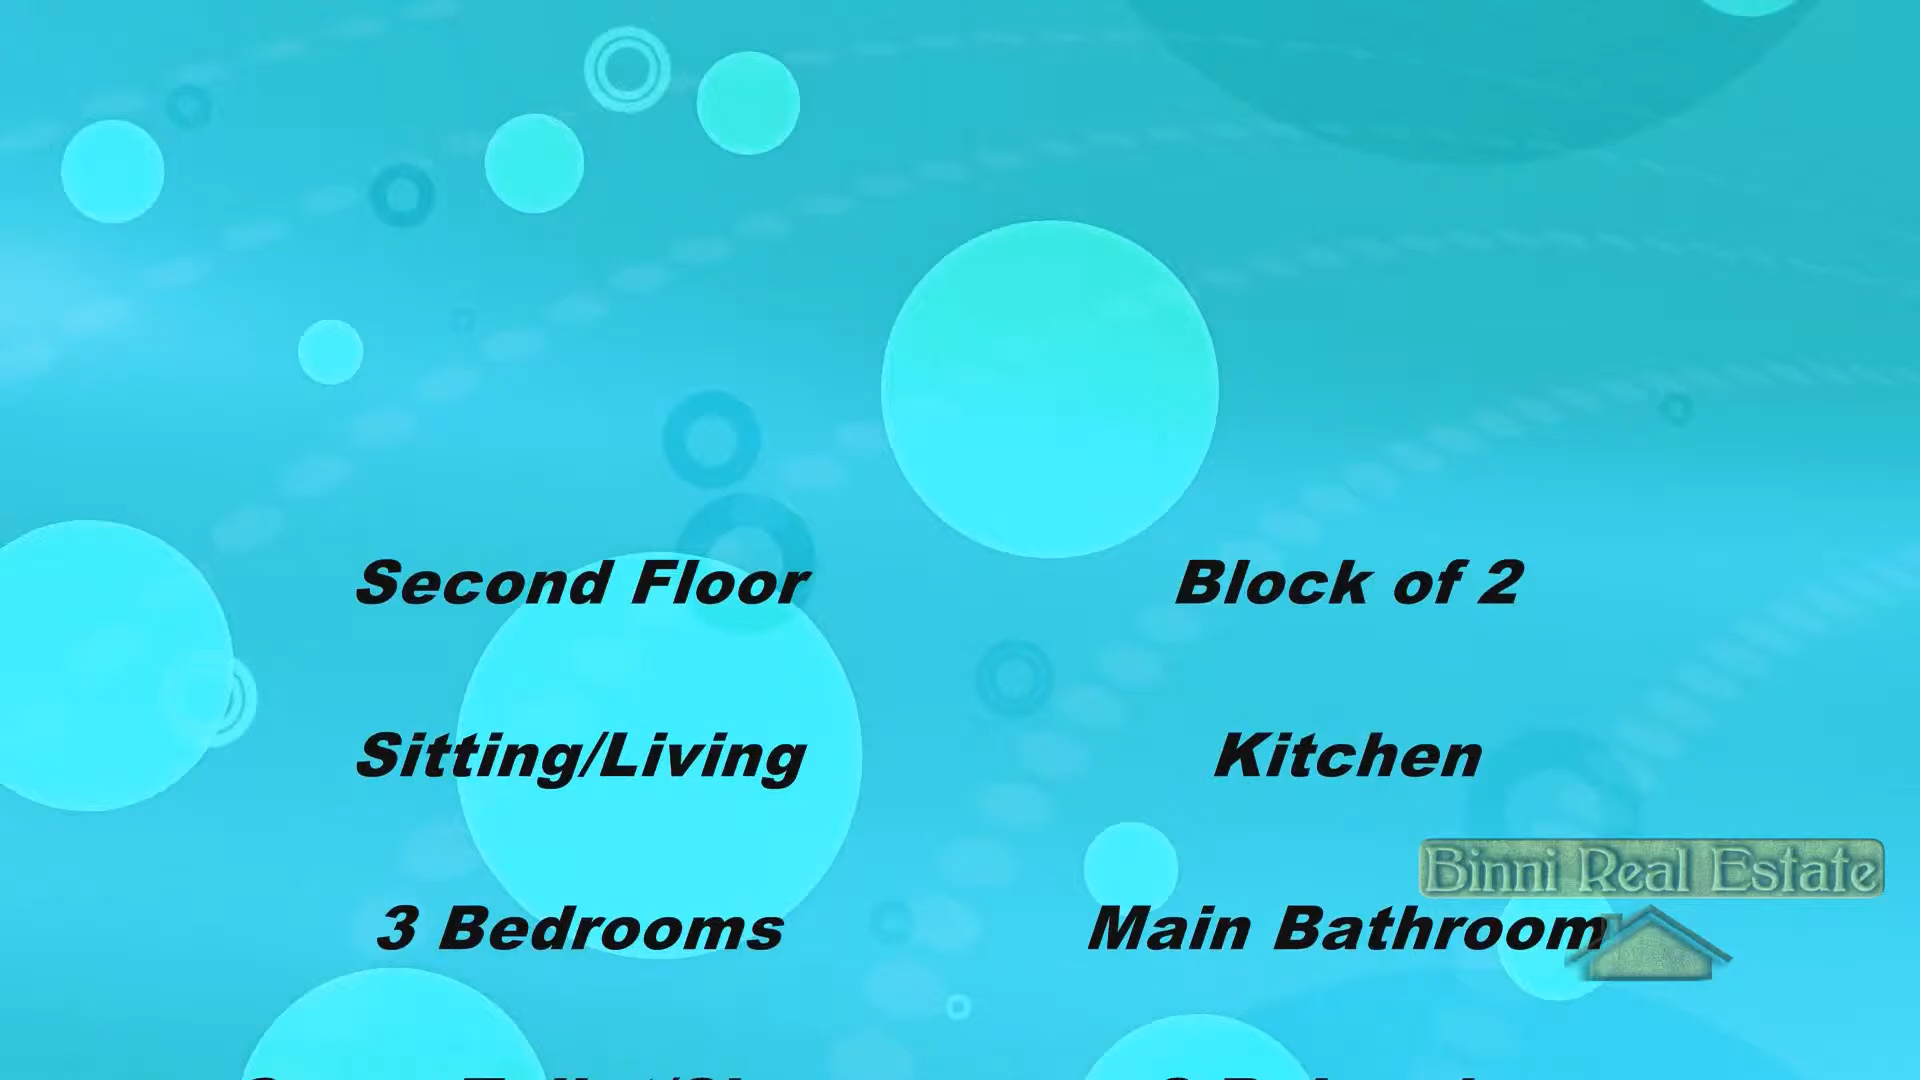 Second Floor
Block of 2
Sitting/Living
Kitchen
Binni Real Estate
3 Bedrooms
Main Bathroom